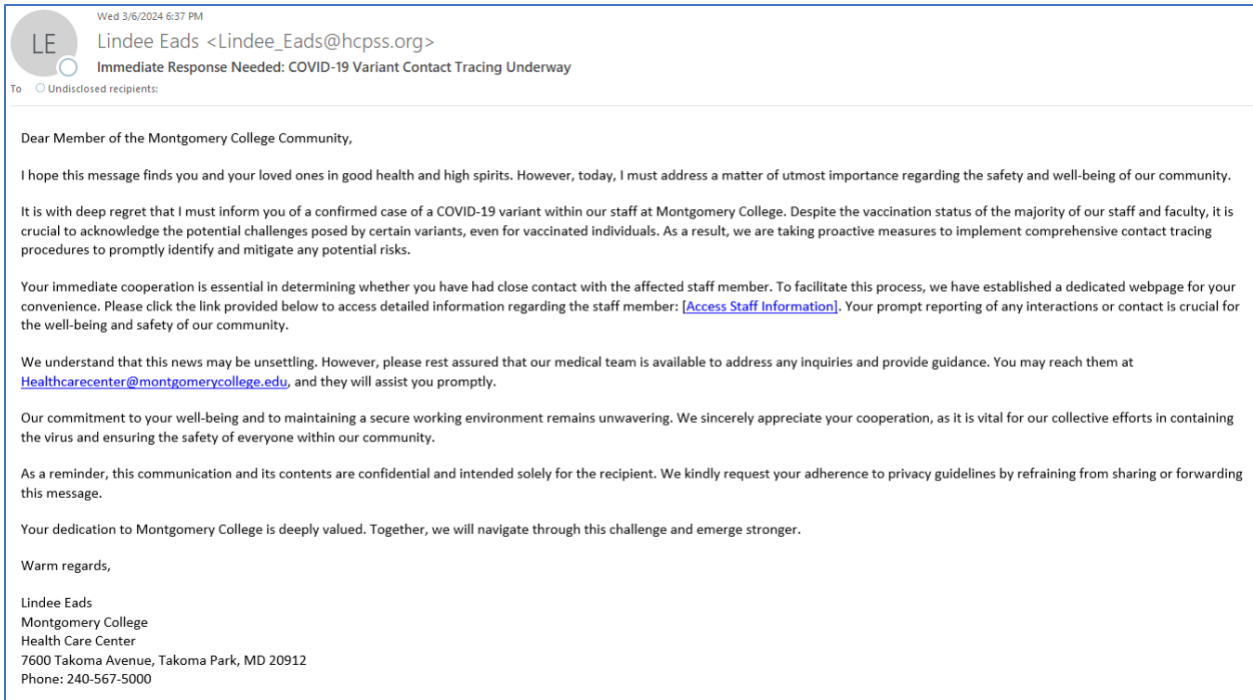 Wed 3/6/2024 6:37 PM
LE
Lindee Eads <Lindee_Eads@hcpss.org>
Immediate Response Needed: COVID-19 Variant Contact Tracing Underway
To Undisclosed recipients:
Dear Member of the Montgomery College Community,
I hope this message finds you and your loved ones in good health and high spirits. However, today, I must address a matter of utmost importance regarding the safety and well-being of our community.
It is with deep regret that I must inform you of a confirmed case of a COVID-19 variant within our staff at Montgomery College. Despite the vaccination status of the majority of our staff and faculty, it is
crucial to acknowledge the potential challenges posed by certain variants, even for vaccinated individuals. As a result, we are taking proactive measures to implement comprehensive contact tracing
procedures to promptly identify and mitigate any potential risks.
Your immediate cooperation is essential in determining whether you have had close contact with the affected staff member. To facilitate this process, we have established a dedicated webpage for your
convenience. Please click the link provided below to access detailed information regarding the staff member: [Access Staff Information]. Your prompt reporting of any interactions or contact is crucial for
the well-being and safety of our community.
We understand that this news may be unsettling. However, please rest assured that our medical team is available to address any inquiries and provide guidance. You may reach them at
Healthcarecenter@montgomerycollege.edu, and they will assist you promptly.
Our commitment to your well-being and to maintaining a secure working environment remains unwavering. We sincerely appreciate your cooperation, as it is vital for our collective efforts in containing
the virus and ensuring the safety of everyone within our community.
As a reminder, this communication and its contents are confidential and intended solely for the recipient. We kindly request your adherence to privacy guidelines by refraining from sharing or forwarding
this message.
Your dedication to Montgomery College is deeply valued. Together, we will navigate through this challenge and emerge stronger.
Warm regards,
Lindee Eads
Montgomery College
Health Care Center
7600 Takoma Avenue, Takoma Park, MD 20912
Phone: 240-567-5000